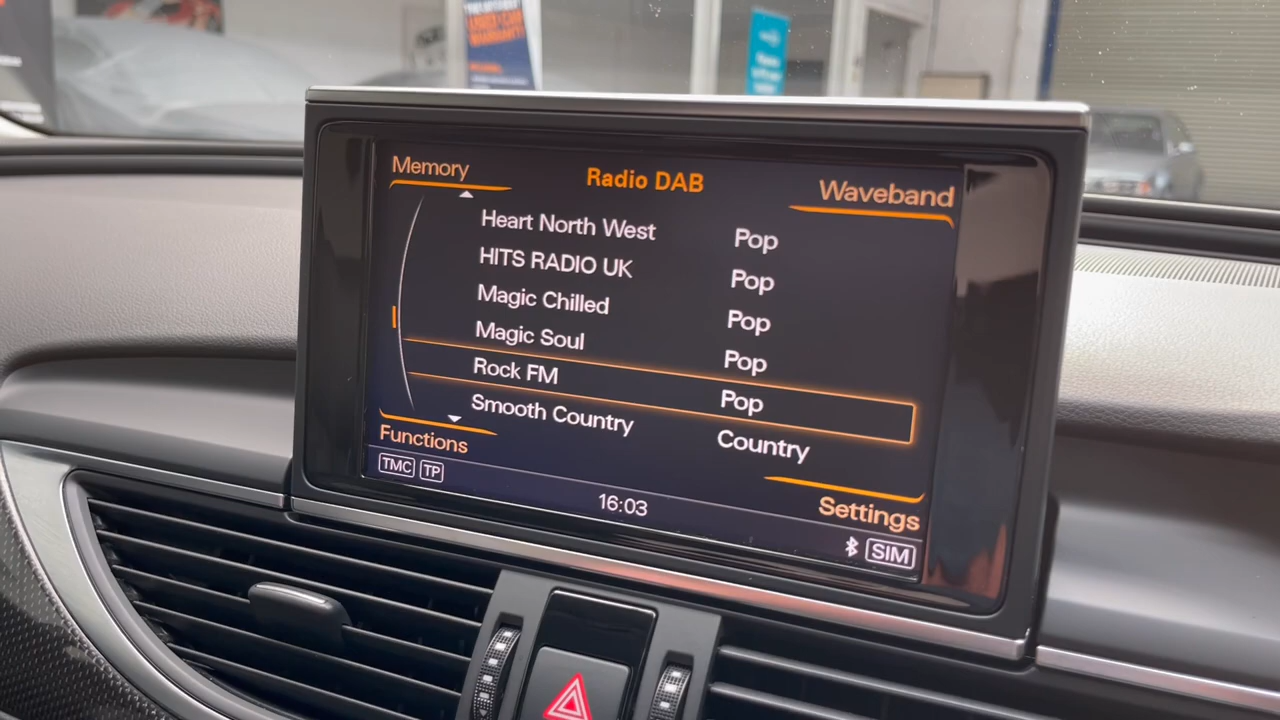 Memory
Radio DAB
Waveband
Heart North West Pop
HITS RADIO UK Pop
Magic Chilled Pop
Magic Soul Pop
Rock FM Pop
Smooth Country Country
Functions
Settings
TMC TP
16:03
SIM